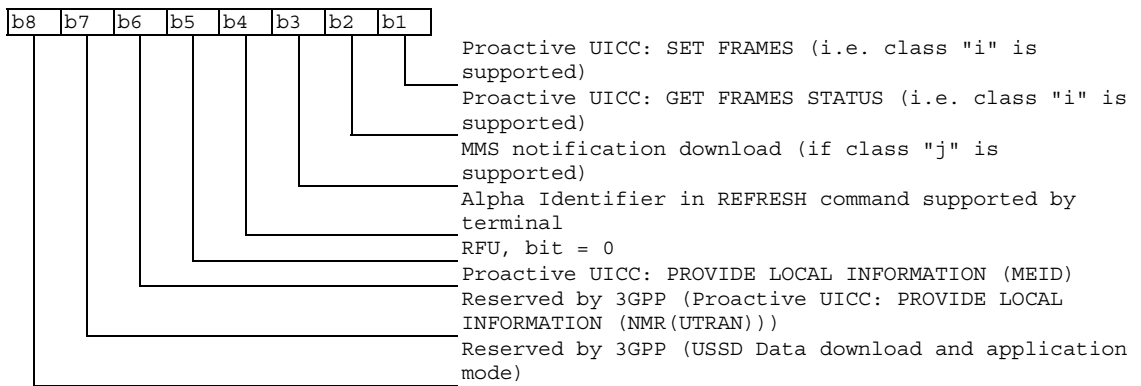 b8 b7 b6 b5 b4 b3 b2 b1
Proactive UICC: SET FRAMES (i.e. class "i" is
supported)
Proactive UICC: GET FRAMES STATUS (i.e. class "i" is
supported)
MMS notification download (if class "j" is
supported)
Alpha Identifier in REFRESH command supported by
terminal
RFU, bit = 0
Proactive UICC: PROVIDE LOCAL INFORMATION (MEID)
Reserved by 3GPP (Proactive UICC: PROVIDE LOCAL
INFORMATION (NMR(UTRAN)))
Reserved by 3GPP (USSD Data download and application
mode)